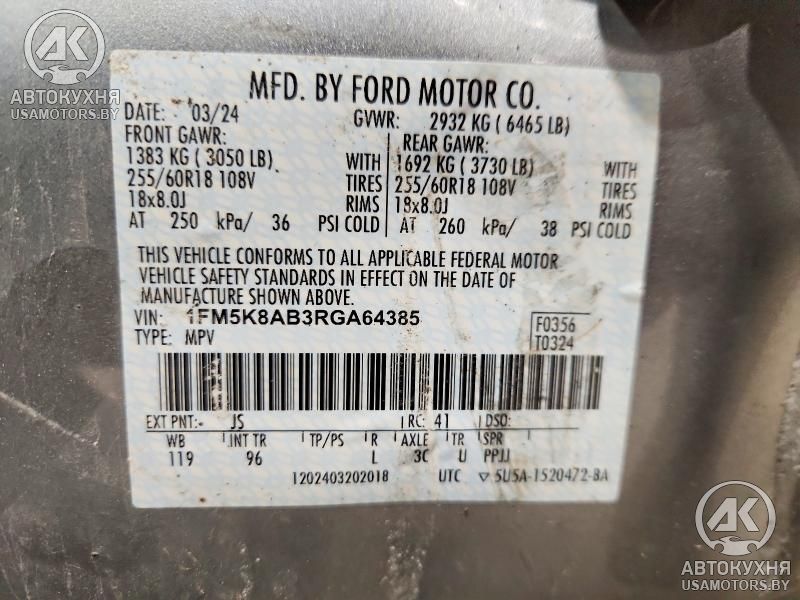 АК
АВТОКУХНЯ
USAMOTORS.BY
MFD. BY FORD MOTOR CO.
DATE: 03/24 GVWR: 2932 KG ( 6465 LB)
FRONT GAWR: REAR GAWR:
1383 KG ( 3050 LB) WITH 1692 KG ( 3730 LB) WITH
255/60R18 108V TIRES 255/60R18 108V TIRES
18x8.0J RIMS 18x8.0J RIMS
AT 250 kPa/ 36 PSI COLD AT 260 kPa/ 38 PSI COLD
THIS VEHICLE CONFORMS TO ALL APPLICABLE FEDERAL MOTOR
VEHICLE SAFETY STANDARDS IN EFFECT ON THE DATE OF
MANUFACTURE SHOWN ABOVE.
VIN: 1FM5K8AB3RGA64385
TYPE: MPV
F0356
T0324
EXT PNT: JS RC: 41 DSO:
WB INT TR TP/PS R AXLE TR SPR
119 96 L 3C U PPJJ
1202403202018 UTC ▽ 5U5A-1520472-BA
АК
АВТОКУХНЯ
USAMOTORS.BY